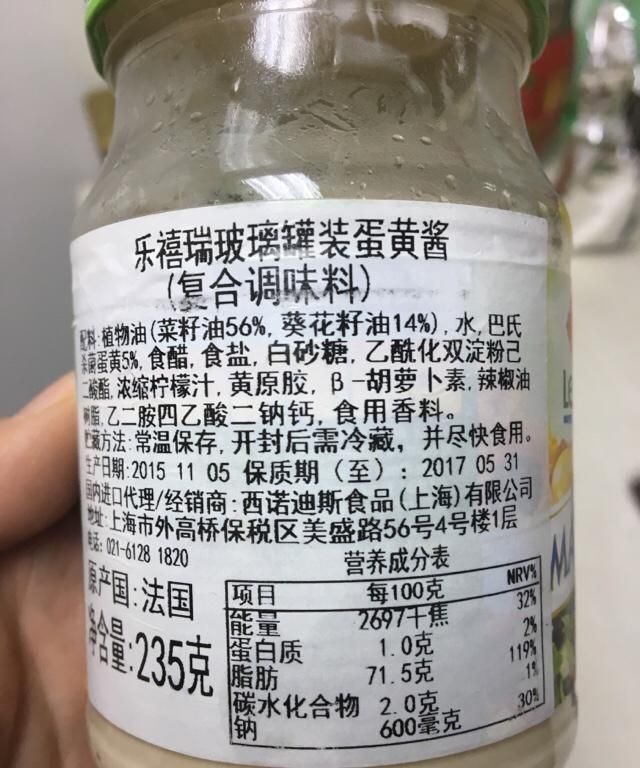 乐禧瑞玻璃罐装蛋黄酱
(复合调味料)
配料:植物油(菜籽油56%, 葵花籽油14%), 水, 巴氏
杀菌蛋黄5%, 食醋, 食盐, 白砂糖, 乙酰化双淀粉己
二酸酯, 浓缩柠檬汁, 黄原胶, β-胡萝卜素, 辣椒油
树脂, 乙二胺四乙酸二钠钙, 食用香料。
贮藏方法:常温保存, 开封后需冷藏, 并尽快食用。
生产日期:2015 11 05 保质期(至): 2017 05 31
国内进口代理/经销商:西诺迪斯食品(上海)有限公司
地址:上海市外高桥保税区美盛路56号4号楼1层
电话: 021-6128 1820
原产国:法国
净含量:235克
营养成分表
项目 每100克 NRV%
能量 2697千焦 32%
蛋白质 1.0克 2%
脂肪 71.5克 119%
碳水化合物 2.0克 1%
钠 600毫克 30%